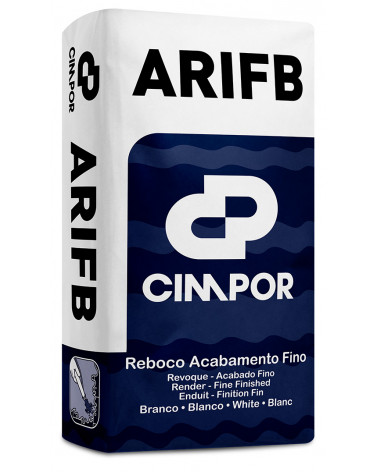 ARIFB
CIMPOR
Reboco Acabamento Fino
Revoque - Acabado Fino
Render - Fine Finished
Enduit - Finition Fin
Branco • Blanco • White • Blanc
CIMPOR
ARIFB